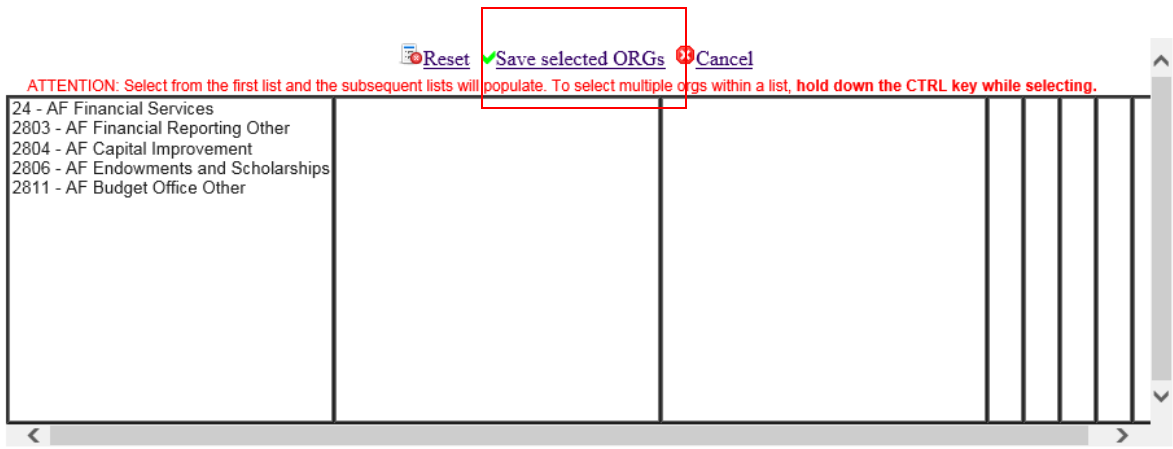 Reset Save selected ORGs Cancel
ATTENTION: Select from the first list and the subsequent lists will populate. To select multiple orgs within a list, hold down the CTRL key while selecting.
24 - AF Financial Services
2803 - AF Financial Reporting Other
2804 - AF Capital Improvement
2806 - AF Endowments and Scholarships
2811 - AF Budget Office Other